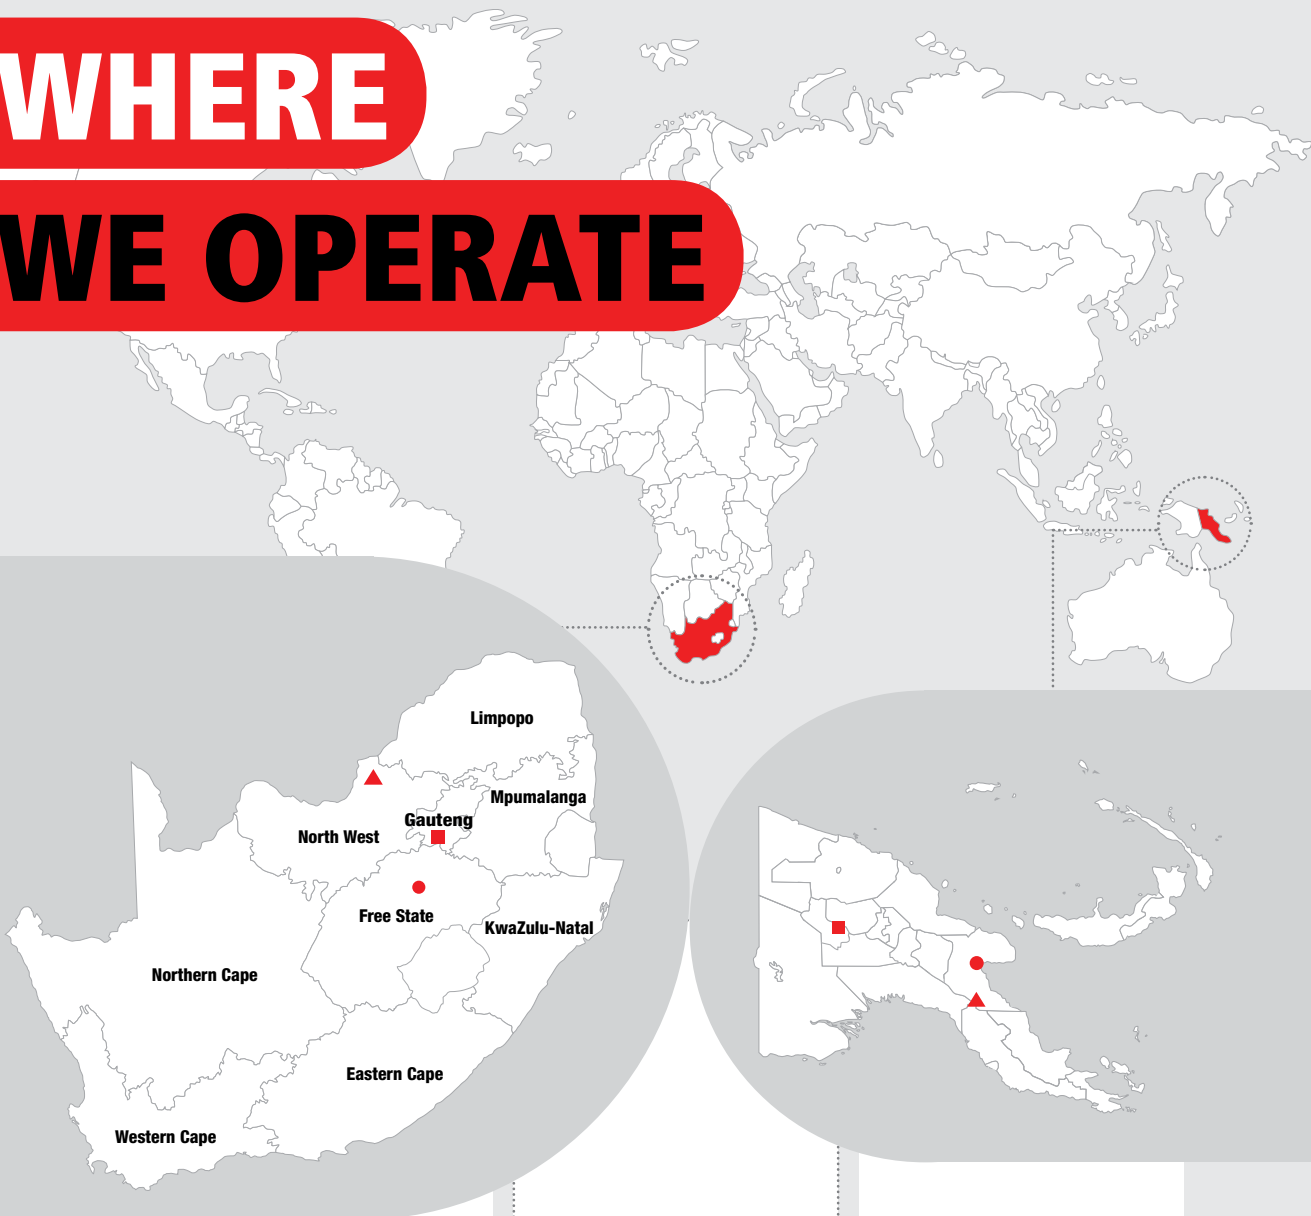 WHERE
WE OPERATE
Limpopo
Mpumalanga
Gauteng
North West
Free State
KwaZulu-Natal
Northern Cape
Eastern Cape
Western Cape